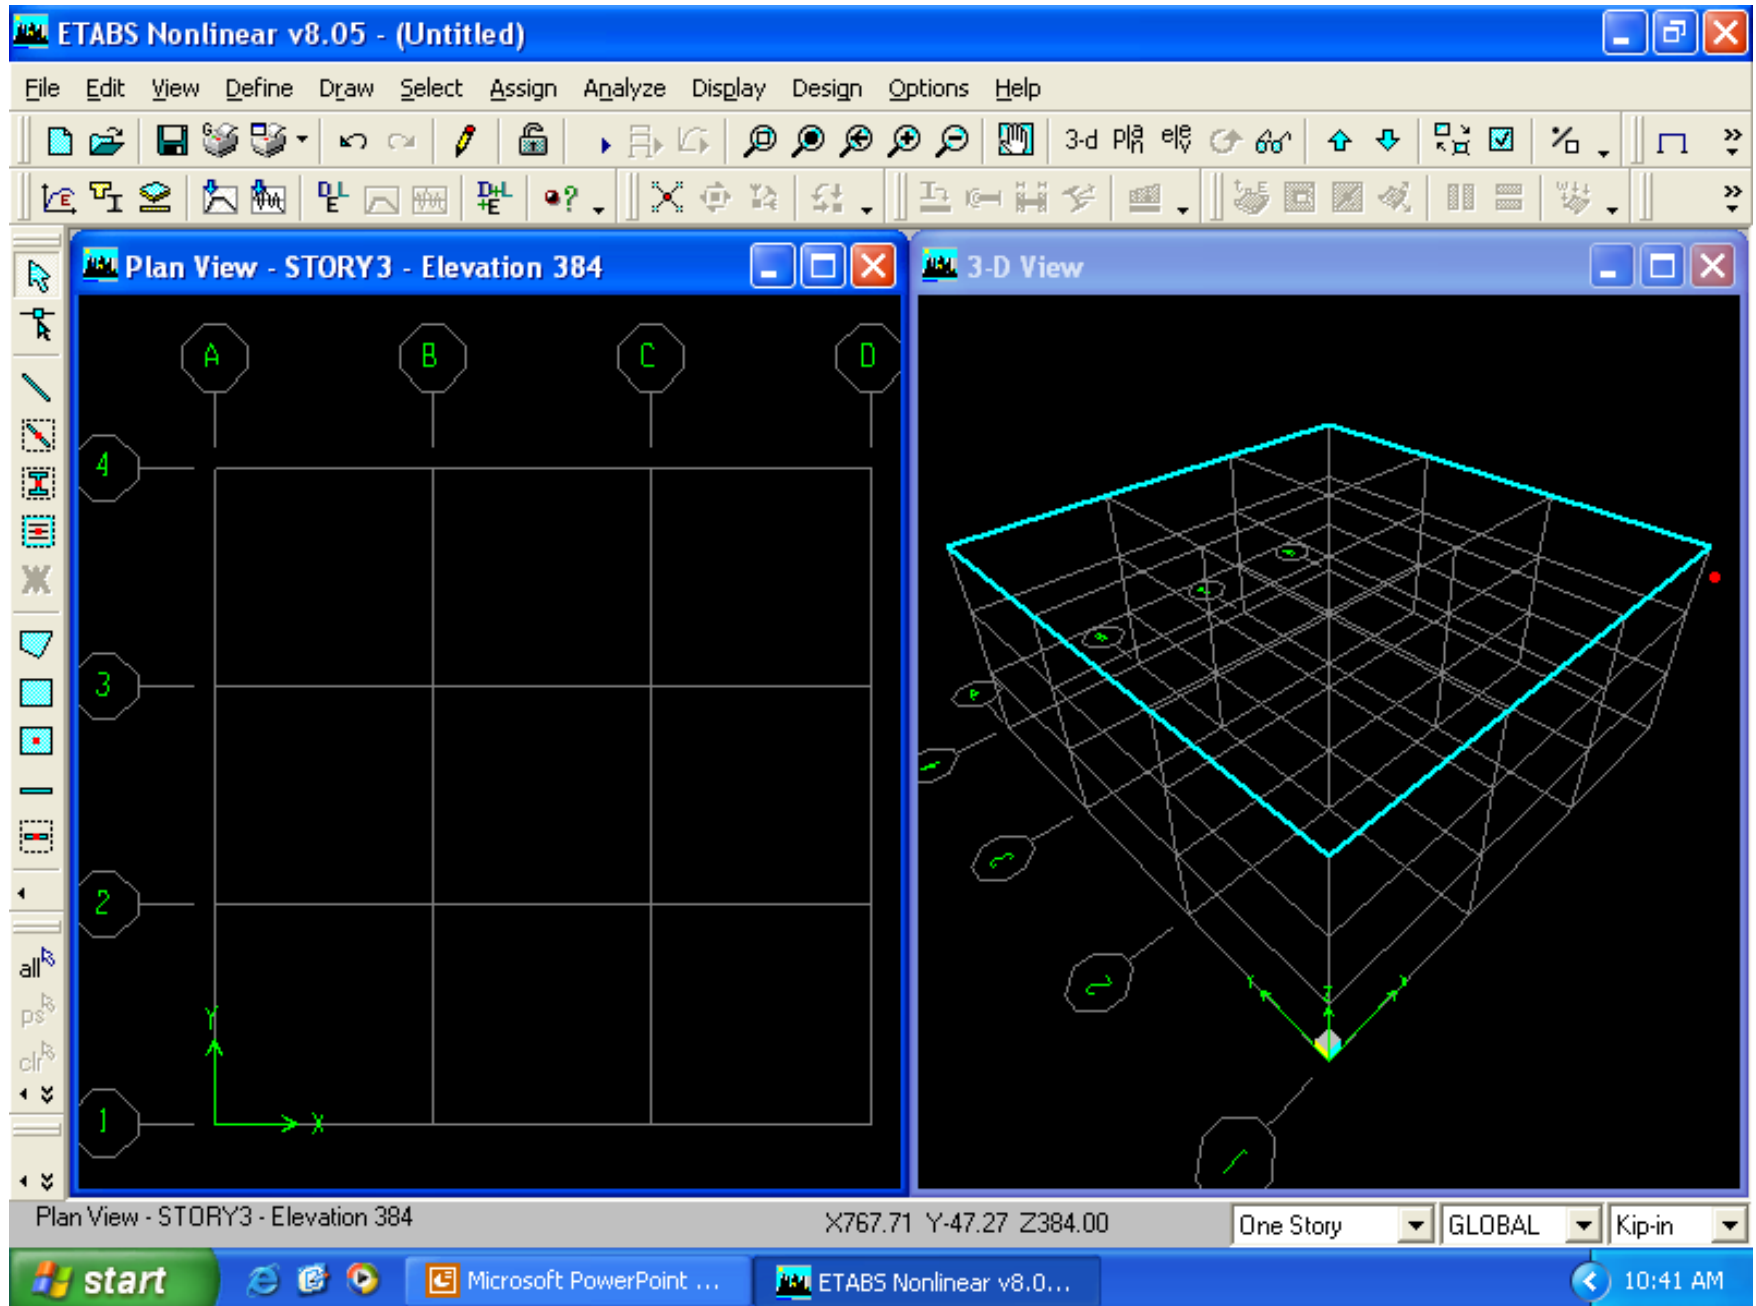 ETABS Nonlinear v8.05 - (Untitled)
File Edit View Define Draw Select Assign Analyze Display Design Options Help
3-d
all
ps
clr
Plan View - STORY3 - Elevation 384
A B C D
4
3
2
1
Y
X
3-D View
Y Z X
Plan View - STORY3 - Elevation 384
X767.71 Y-47.27 Z384.00
One Story
GLOBAL
Kip-in
start
Microsoft PowerPoint ...
ETABS Nonlinear v8.0...
10:41 AM